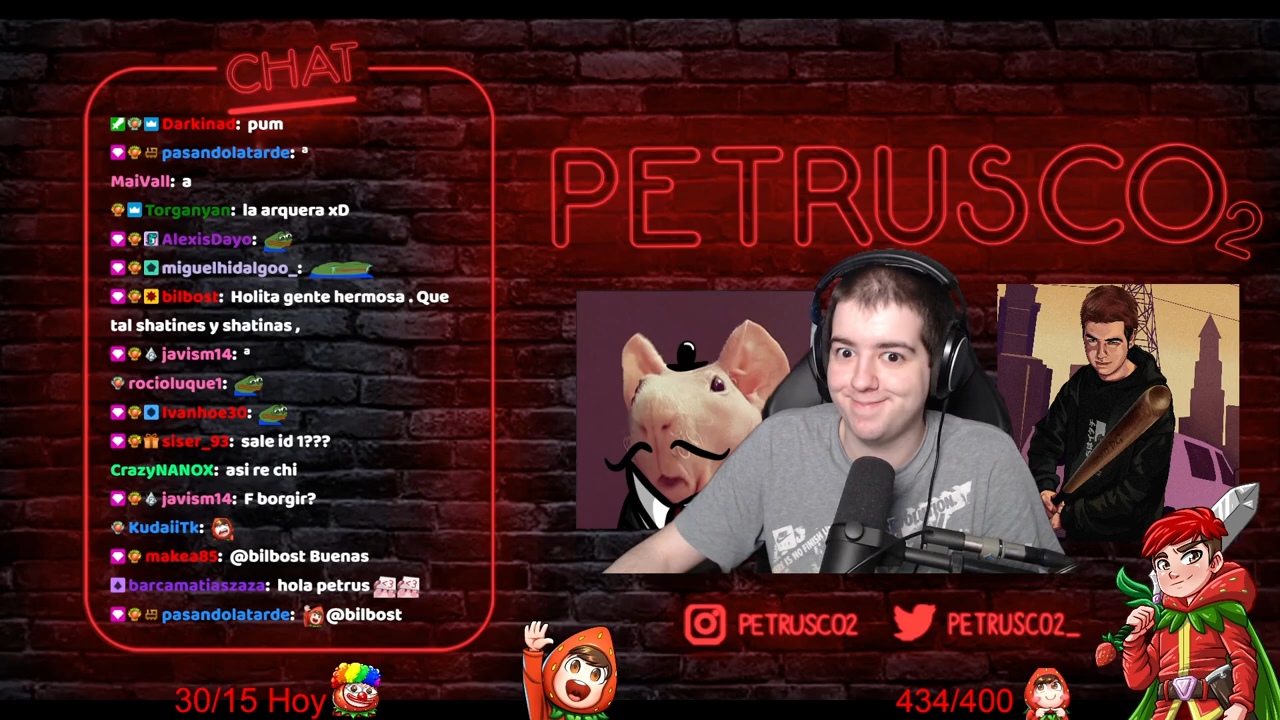 CHAT
Darkinad: pum
pasandolatarde: a
MaiVall: a
Torganyan: la arquera xD
AlexisDayo:
miguelhidalgoo_:
bilbost: Holita gente hermosa . Que
tal shatines y shatinas ,
javism14: a
rocioluque1:
Ivanhoe30:
siser_93: sale id 1???
CrazyNANOX: asi re chi
javism14: F borgir?
KudaiiTk:
makea85: @bilbost Buenas
barcamatiaszaza: hola petrus <3 <3
pasandolatarde: @bilbost
30/15 Hoy
PETRUSCO2
PETRUSCO2
PETRUSCO2_
434/400